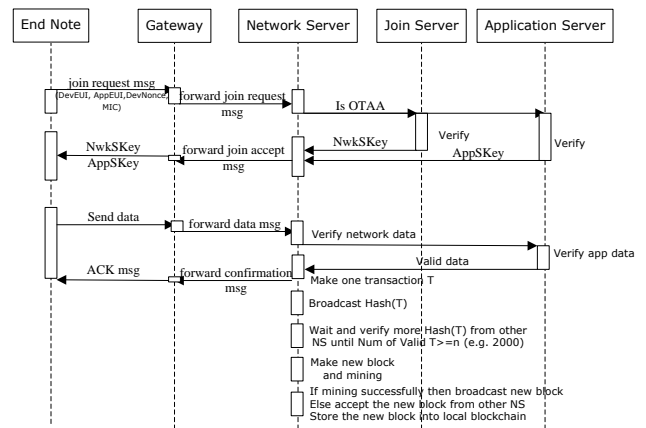 End Note
Gateway
Network Server
Join Server
Application Server
join request msg
(DevEUI, AppEUI,DevNonce,
MIC)
forward join request
msg
Is OTAA
Verify
Verify
NwkSKey
AppSKey
NwkSKey
AppSKey
forward join accept
msg
Send data
forward data msg
Verify network data
Verify app data
Valid data
ACK msg
forward confirmation
msg
Make one transaction T
Broadcast Hash(T)
Wait and verify more Hash(T) from other
NS until Num of Valid T>=n (e.g. 2000)
Make new block
and mining
If mining successfully then broadcast new block
Else accept the new block from other NS
Store the new block into local blockchain